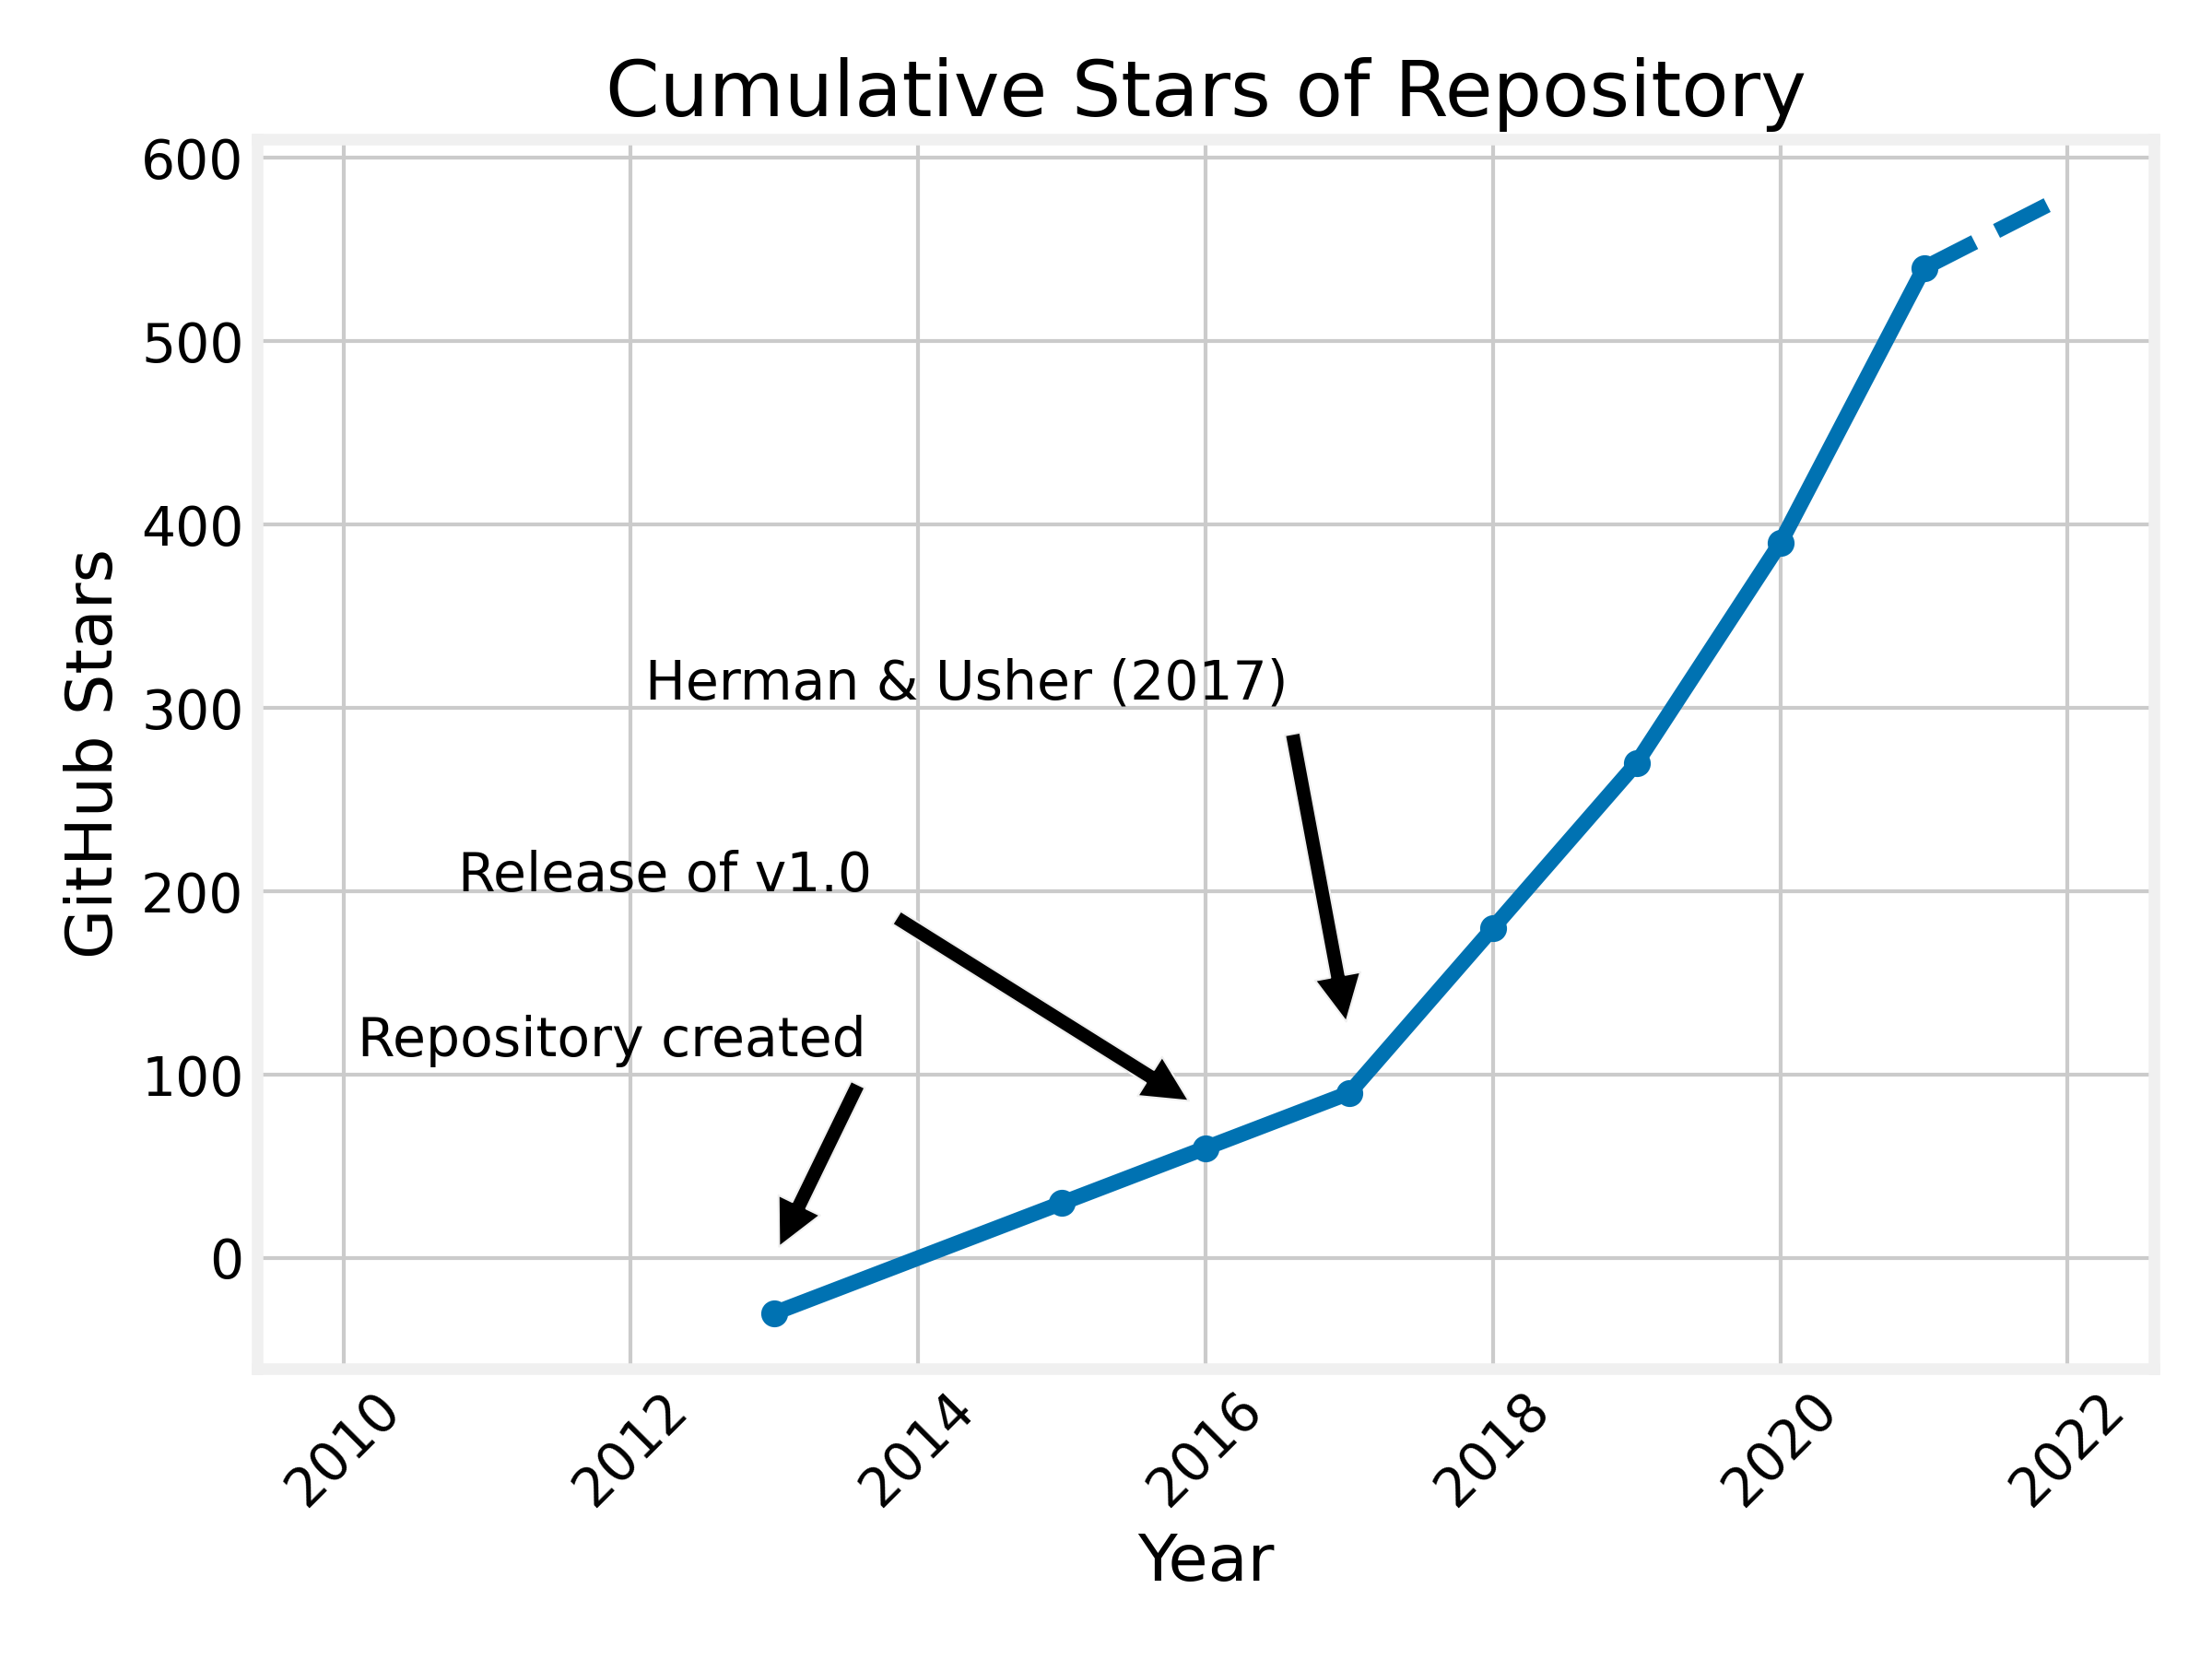 Cumulative Stars of Repository
GitHub Stars
600
500
400
300
200
100
0
Herman & Usher (2017)
Release of v1.0
Repository created
2010
2012
2014
2016
2018
2020
2022
Year